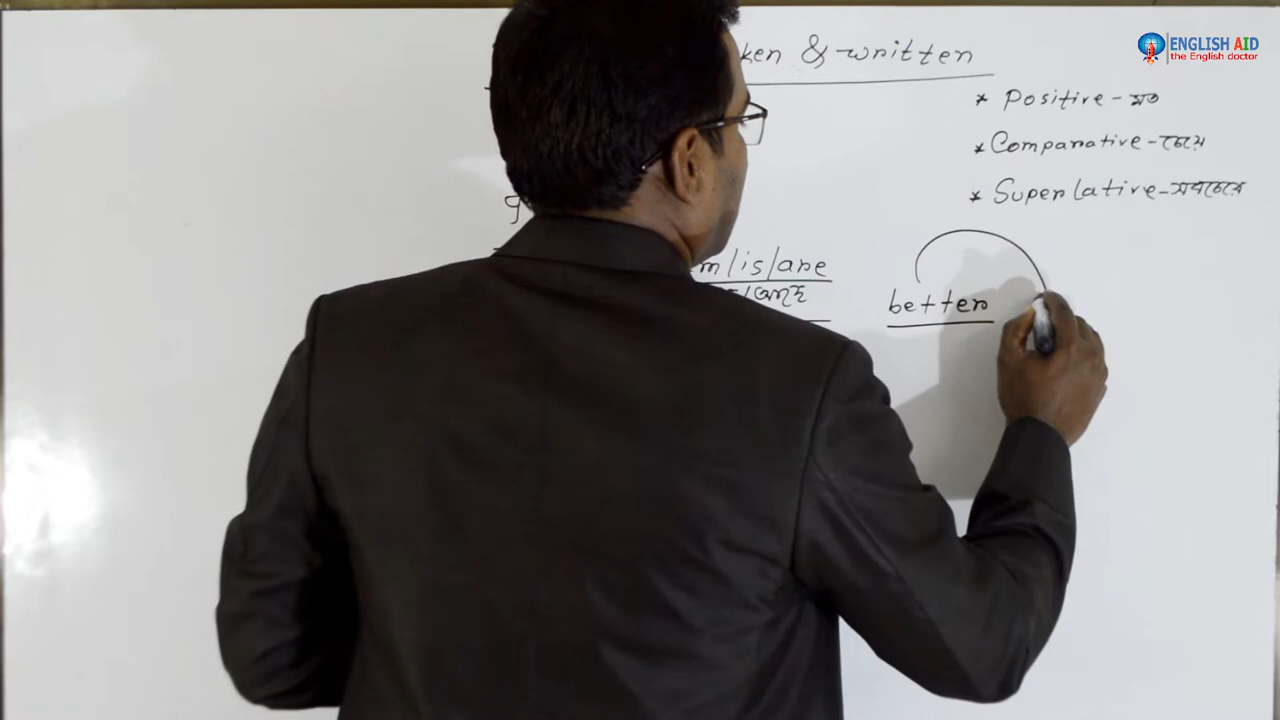 ENGLISH AID
the English doctor
ken & written
* Positive - মত
* Comparative - চেয়ে
* Superlative - সবচেয়ে
m/is/are
better